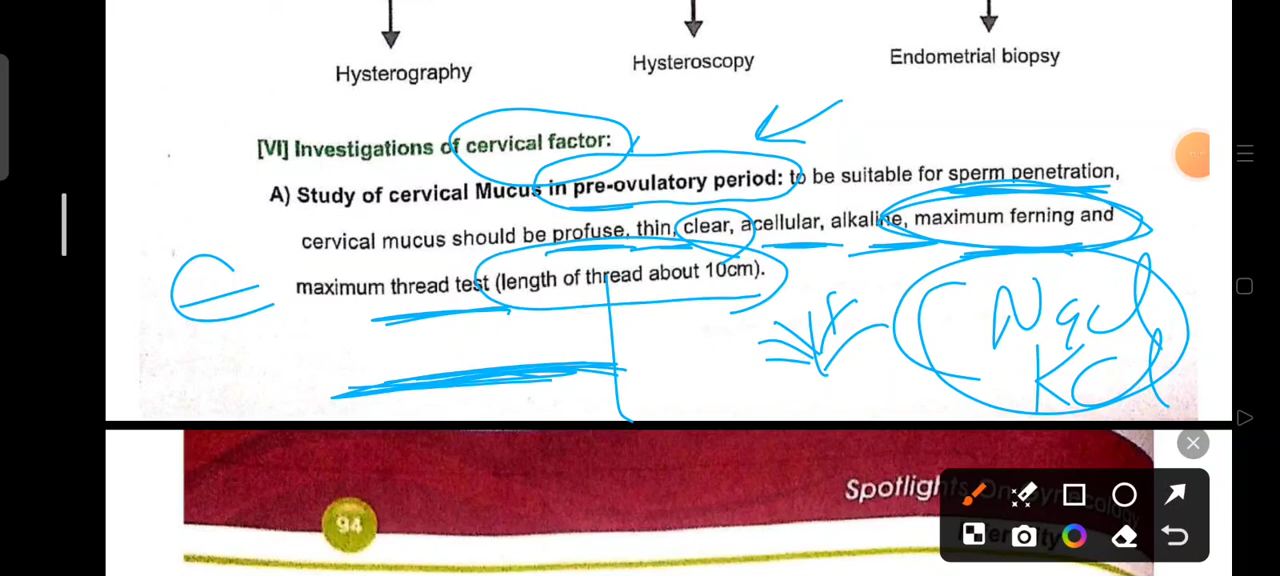 Hysterography
Hysteroscopy
Endometrial biopsy
[VI] Investigations of cervical factor:
A) Study of cervical Mucus in pre-ovulatory period: to be suitable for sperm penetration,
cervical mucus should be profuse, thin, clear, acellular, alkaline, maximum ferning and
maximum thread test (length of thread about 10cm).
NaCl
KCl
94